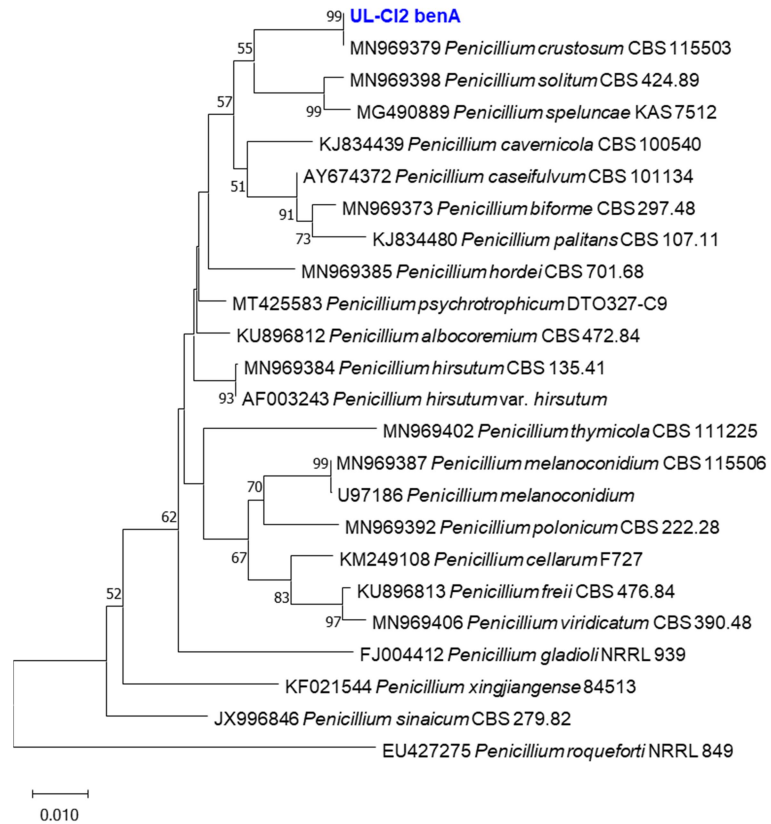 99 UL-CI2 benA
55 MN969379 Penicillium crustosum CBS 115503
MN969398 Penicillium solitum CBS 424.89
57
99 MG490889 Penicillium speluncae KAS 7512
KJ834439 Penicillium cavernicola CBS 100540
51 AY674372 Penicillium caseifulvum CBS 101134
91 MN969373 Penicillium biforme CBS 297.48
73 KJ834480 Penicillium palitans CBS 107.11
MN969385 Penicillium hordei CBS 701.68
MT425583 Penicillium psychrotrophicum DTO327-C9
KU896812 Penicillium albocoremium CBS 472.84
MN969384 Penicillium hirsutum CBS 135.41
93 AF003243 Penicillium hirsutum var. hirsutum
MN969402 Penicillium thymicola CBS 111225
99 MN969387 Penicillium melanoconidium CBS 115506
70 U97186 Penicillium melanoconidium
62 MN969392 Penicillium polonicum CBS 222.28
67 KM249108 Penicillium cellarum F727
83 KU896813 Penicillium freii CBS 476.84
52
97 MN969406 Penicillium viridicatum CBS 390.48
FJ004412 Penicillium gladioli NRRL 939
KF021544 Penicillium xingjiangense 84513
JX996846 Penicillium sinaicum CBS 279.82
EU427275 Penicillium roqueforti NRRL 849
0.010